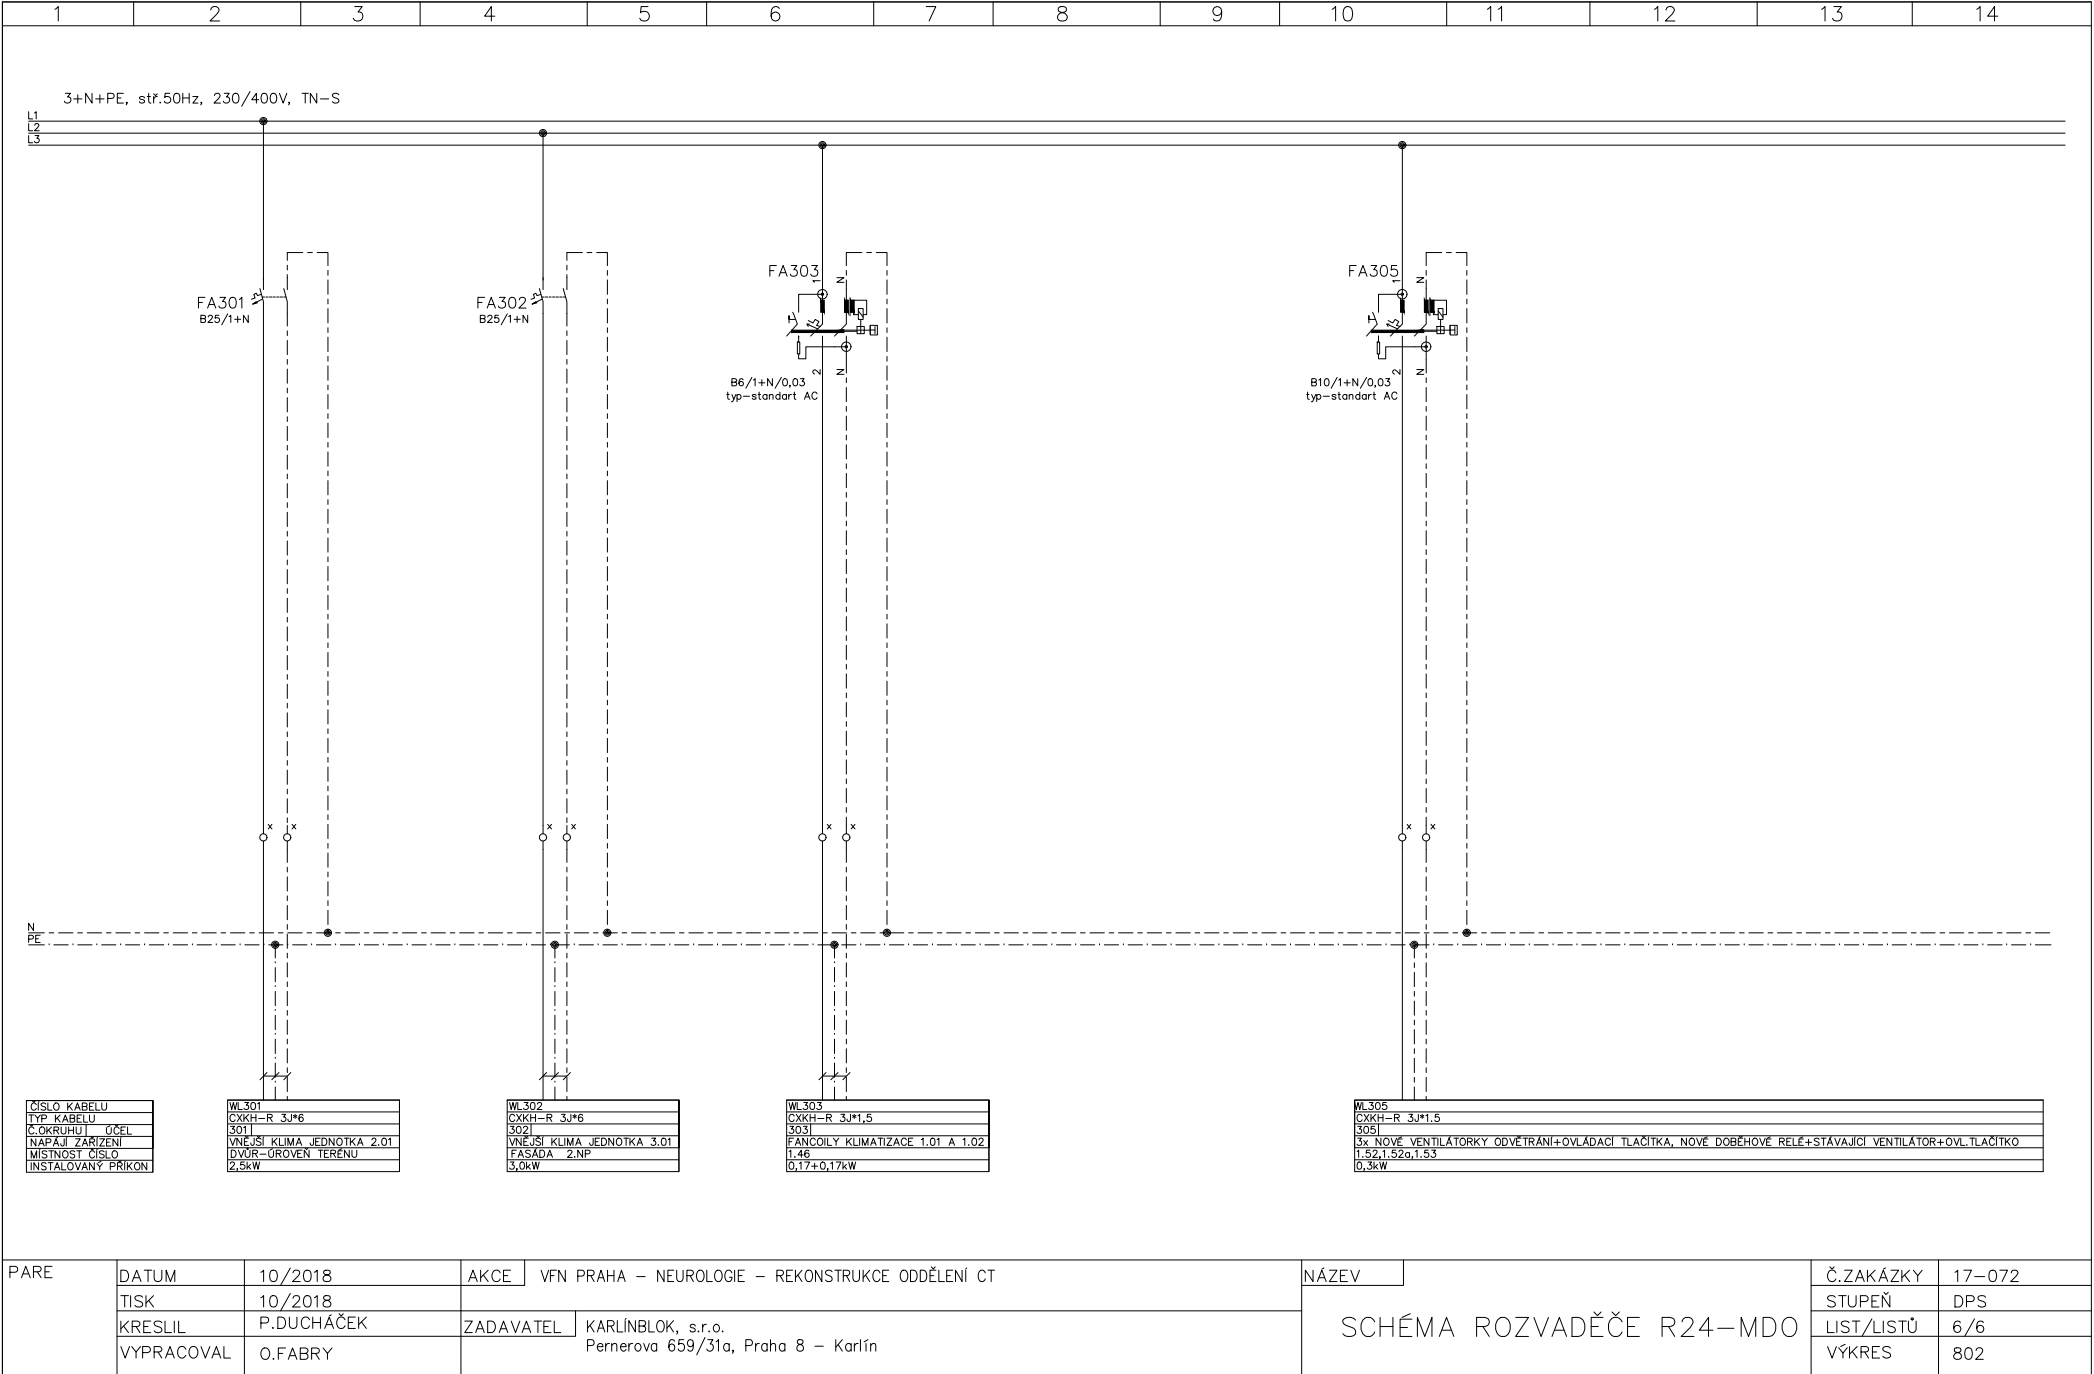 1 2 3 4 5 6 7 8 9 10 11 12 13 14
3+N+PE, stř.50Hz, 230/400V, TN-S
L1
L2
L3
FA301
B25/1+N
FA302
B25/1+N
FA303
1 N
2 N
B6/1+N/0,03
typ-standart AC
FA305
1 N
2 N
B10/1+N/0,03
typ-standart AC
x x
x x
x x
x x
N
PE
ČÍSLO KABELU
TYP KABELU
Č.OKRUHU ÚČEL
NAPÁJÍ ZAŘÍZENÍ
MÍSTNOST ČÍSLO
INSTALOVANÝ PŘÍKON
WL301
CXKH-R 3J*6
301
VNĚJŠÍ KLIMA JEDNOTKA 2.01
DVŮR-ÚROVEŇ TERÉNU
2,5kW
WL302
CXKH-R 3J*6
302
VNĚJŠÍ KLIMA JEDNOTKA 3.01
FASÁDA 2.NP
3,0kW
WL303
CXKH-R 3J*1,5
303
FANCOILY KLIMATIZACE 1.01 A 1.02
1.46
0,17+0,17kW
WL305
CXKH-R 3J*1.5
305
3x NOVÉ VENTILÁTORKY ODVĚTRÁNÍ+OVLÁDACÍ TLAČÍTKA, NOVÉ DOBĚHOVÉ RELÉ+STÁVAJÍCÍ VENTILÁTOR+OVL.TLAČÍTKO
1.52,1.52a,1.53
0,3kW
PARE
DATUM 10/2018
TISK 10/2018
KRESLIL P.DUCHÁČEK
VYPRACOVAL O.FABRY
AKCE VFN PRAHA - NEUROLOGIE - REKONSTRUKCE ODDĚLENÍ CT
ZADAVATEL KARLÍNBLOK, s.r.o.
Pernerova 659/31a, Praha 8 - Karlín
NÁZEV
SCHÉMA ROZVADĚČE R24-MDO
Č.ZAKÁZKY 17-072
STUPEŇ DPS
LIST/LISTŮ 6/6
VÝKRES 802